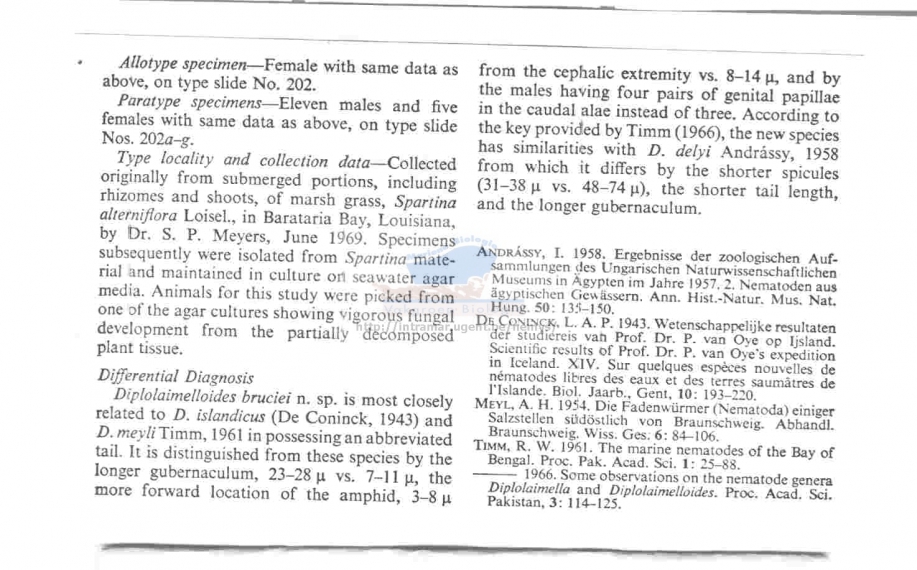 Allotype specimen—Female with same data as
above, on type slide No. 202.
Paratype specimens—Eleven males and five
females with same data as above, on type slide
Nos. 202a–g.
Type locality and collection data—Collected
originally from submerged portions, including
rhizomes and shoots, of marsh grass, Spartina
alterniflora Loisel., in Barataria Bay, Louisiana,
by Dr. S. P. Meyers, June 1969. Specimens
subsequently were isolated from Spartina mate-
rial and maintained in culture on seawater agar
media. Animals for this study were picked from
one of the agar cultures showing vigorous fungal
development from the partially decomposed
plant tissue.
Differential Diagnosis
Diplolaimelloides bruciei n. sp. is most closely
related to D. islandicus (De Coninck, 1943) and
D. meyli Timm, 1961 in possessing an abbreviated
tail. It is distinguished from these species by the
longer gubernaculum, 23–28 μ vs. 7–11 μ, the
more forward location of the amphid, 3–8 μ
from the cephalic extremity vs. 8–14 μ, and by
the males having four pairs of genital papillae
in the caudal alae instead of three. According to
the key provided by Timm (1966), the new species
has similarities with D. delyi Andrássy, 1958
from which it differs by the shorter spicules
(31–38 μ vs. 48–74 μ), the shorter tail length,
and the longer gubernaculum.
ANDRÁSSY, I. 1958. Ergebnisse der zoologischen Auf-
sammlungen des Ungarischen Naturwissenschaftlichen
Museums in Ägypten im Jahre 1957. 2. Nematoden aus
ägyptischen Gewässern. Ann. Hist.-Natur. Mus. Nat.
Hung. 50: 135–150.
DE CONINCK, L. A. P. 1943. Wetenschappelijke resultaten
der studiereis van Prof. Dr. P. van Oye op Ijsland.
Scientific results of Prof. Dr. P. van Oye's expedition
in Iceland. XIV. Sur quelques espèces nouvelles de
nématodes libres des eaux et des terres saumâtres de
l'Islande. Biol. Jaarb., Gent, 10: 193–220.
MEYL, A. H. 1954. Die Fadenwürmer (Nematoda) einiger
Salzstellen südöstlich von Braunschweig. Abhandl.
Braunschweig. Wiss. Ges. 6: 84–106.
TIMM, R. W. 1961. The marine nematodes of the Bay of
Bengal. Proc. Pak. Acad. Sci. 1: 25–88.
——— 1966. Some observations on the nematode genera
Diplolaimella and Diplolaimelloides. Proc. Acad. Sci.
Pakistan, 3: 114–125.